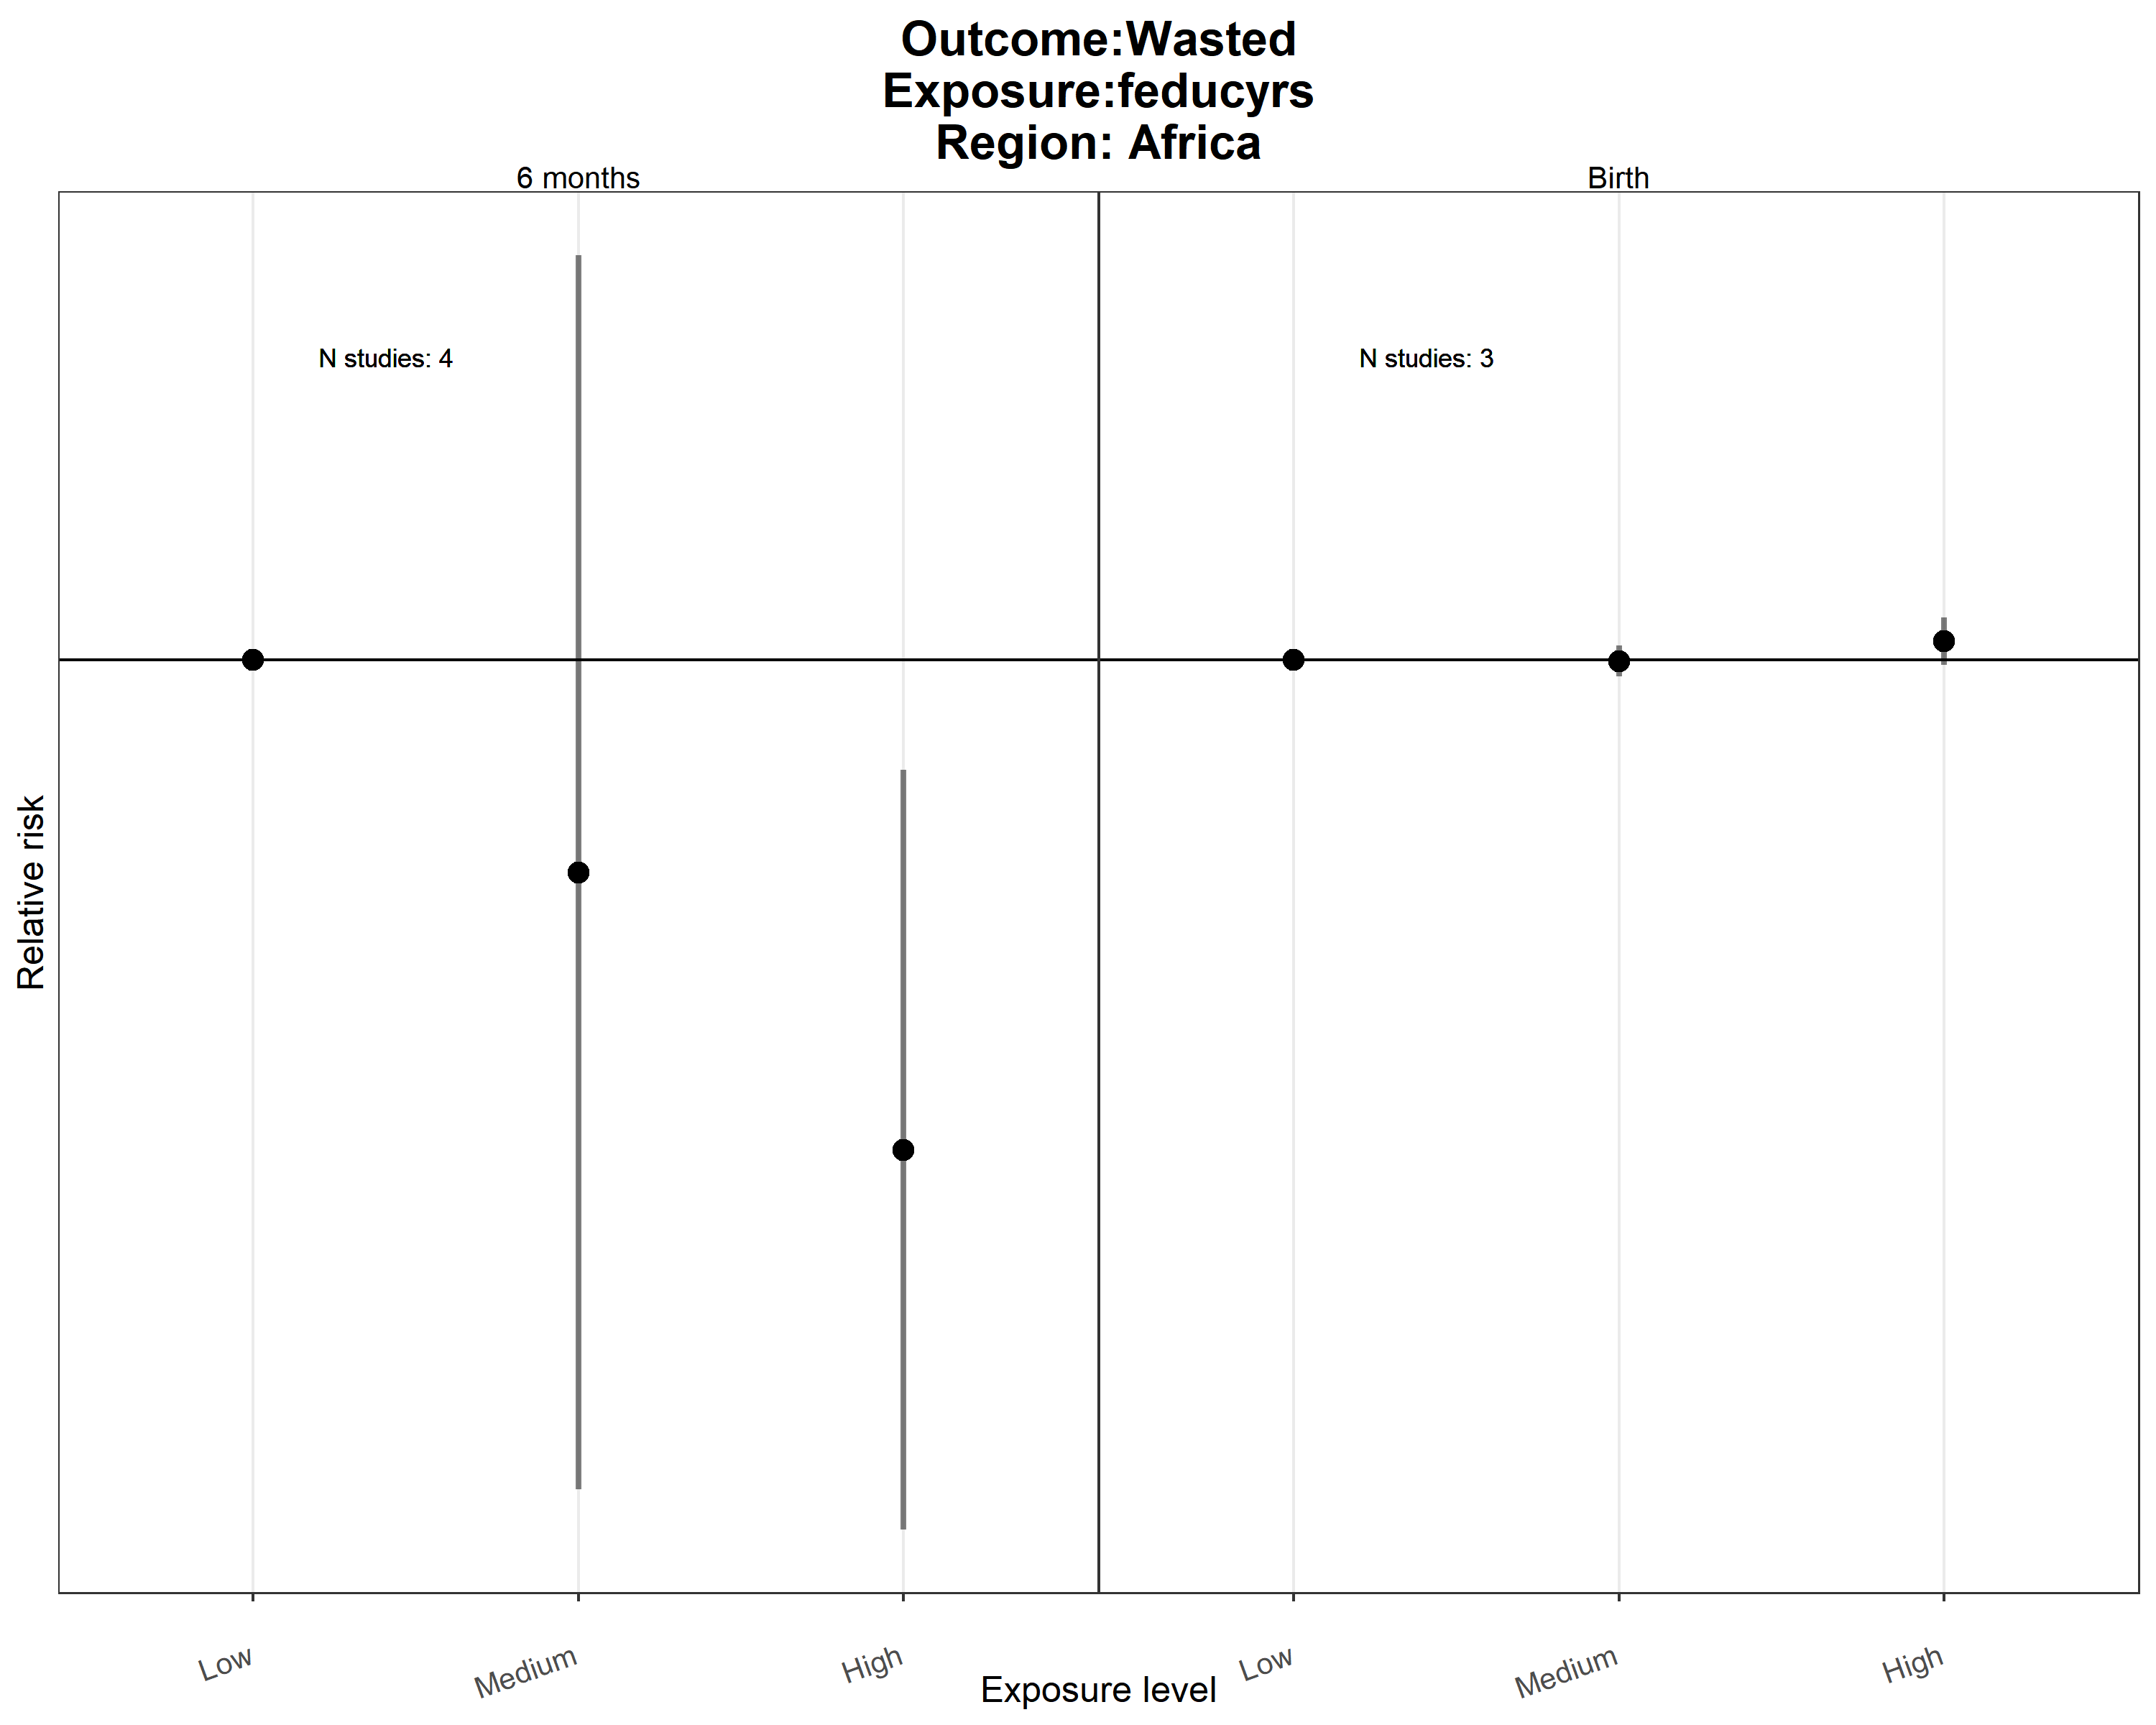 Outcome:Wasted
Exposure:feducyrs
Region: Africa
6 months
Birth
N studies: 4
N studies: 3
Relative risk
Low
Medium
High
Low
Medium
High
Exposure level